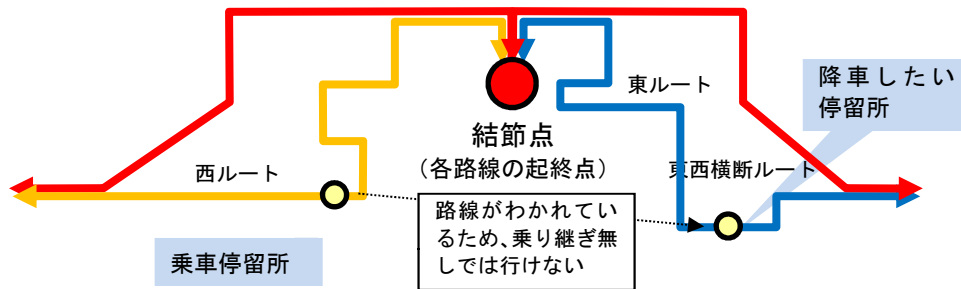 東ルート
降車したい
停留所
結節点
(各路線の起終点)
西ルート
東西横断ルート
路線がわかれてい
るため、乗り継ぎ無
しでは行けない
乗車停留所